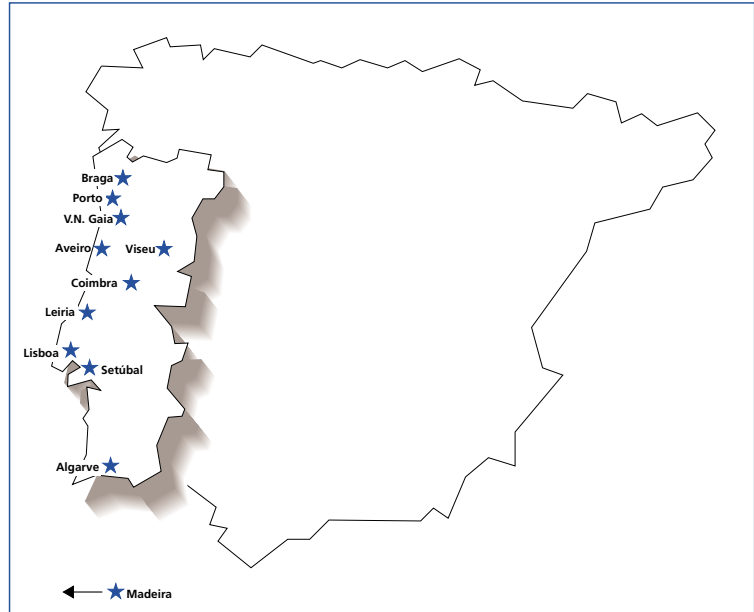 Braga
Porto
V.N. Gaia
Aveiro
Viseu
Coimbra
Leiria
Lisboa
Setúbal
Algarve
Madeira